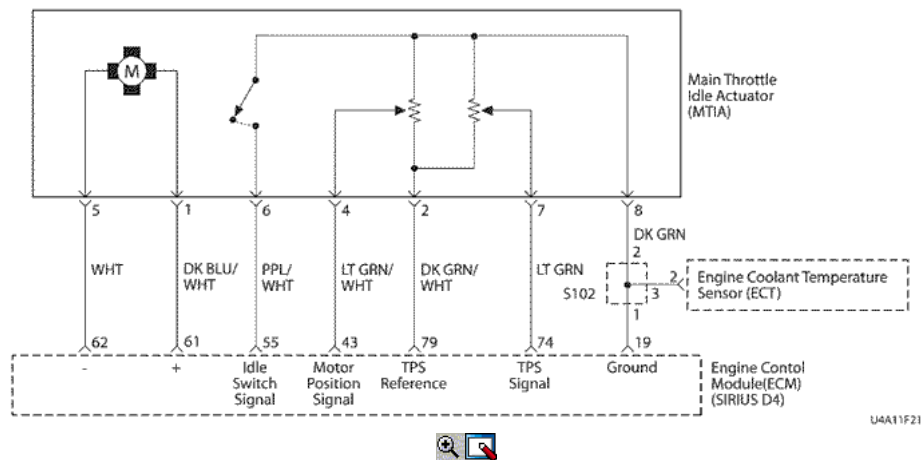 M
Main Throttle
Idle Actuator
(MTIA)
5 1 6 4 2 7 8
DK GRN
2
WHT
DK BLU/
WHT
PPL/
WHT
LT GRN/
WHT
DK GRN/
WHT
LT GRN
S102
3
2
Engine Coolant Temperature
Sensor (ECT)
1
62 61 55 43 79 74 19
-
+
Idle
Switch
Signal
Motor
Position
Signal
TPS
Reference
TPS
Signal
Ground
Engine Contol
Module(ECM)
(SIRIUS D4)
U4A11F21